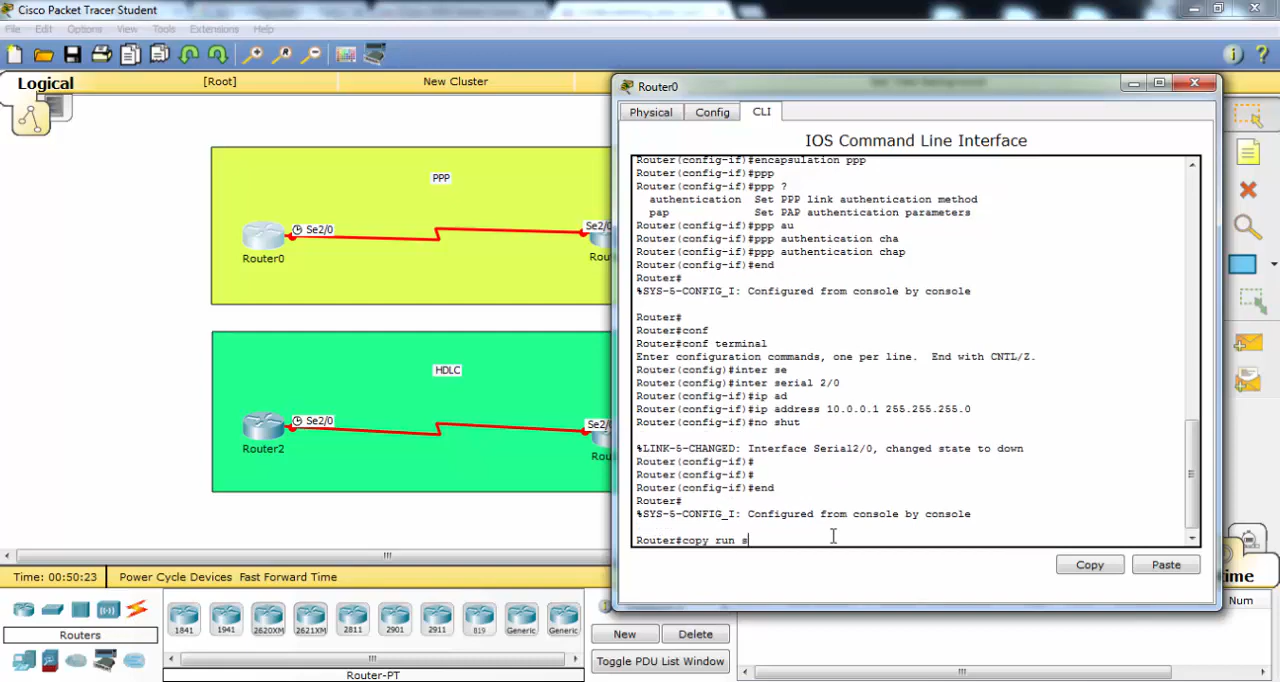 Cisco Packet Tracer Student
File Edit Options View Tools Extensions Help
Logical
[Root]
New Cluster
PPP
Se2/0
Router0
Se2/0
Rou
HDLC
Se2/0
Router2
Se2/0
Rou
Router0
Physical Config CLI
IOS Command Line Interface
Router(config-if)#encapsulation ppp
Router(config-if)#ppp
Router(config-if)#ppp ?
authentication Set PPP link authentication method
pap Set PAP authentication parameters
Router(config-if)#ppp au
Router(config-if)#ppp authentication cha
Router(config-if)#ppp authentication chap
Router(config-if)#end
Router#
%SYS-5-CONFIG_I: Configured from console by console
Router#
Router#conf
Router#conf terminal
Enter configuration commands, one per line. End with CNTL/Z.
Router(config)#inter se
Router(config)#inter serial 2/0
Router(config-if)#ip ad
Router(config-if)#ip address 10.0.0.1 255.255.255.0
Router(config-if)#no shut
%LINK-5-CHANGED: Interface Serial2/0, changed state to down
Router(config-if)#
Router(config-if)#
Router(config-if)#end
Router#
%SYS-5-CONFIG_I: Configured from console by console
Router#copy run s
Copy Paste
Time: 00:50:23 Power Cycle Devices Fast Forward Time
ime
Routers
1841 1941 2620XM 2621XM 2811 2901 2911 819 Generic Generic
Router-PT
New Delete
Toggle PDU List Window
Num